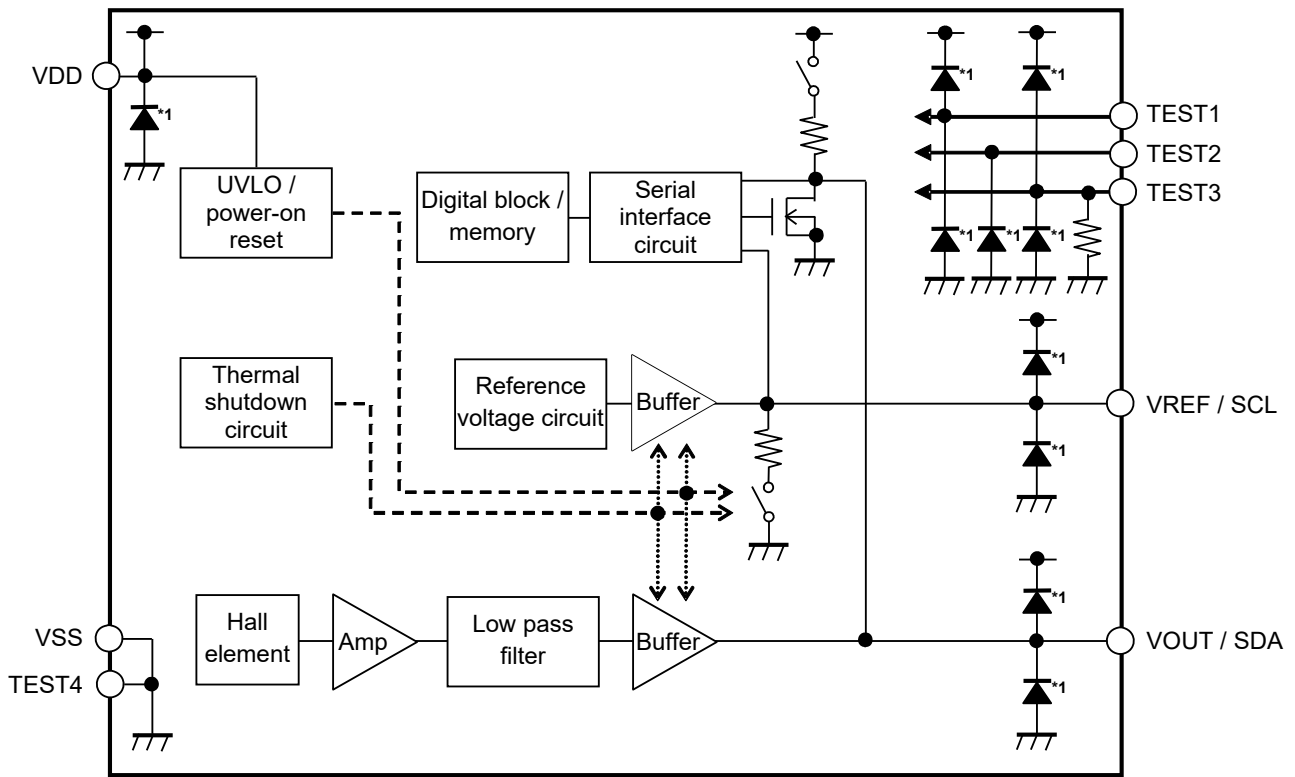 VDD
*1
*1
*1
TEST1
TEST2
TEST3
UVLO /
power-on
reset
Digital block /
memory
Serial
interface
circuit
*1
*1
*1
Thermal
shutdown
circuit
Reference
voltage circuit
Buffer
*1
VREF / SCL
*1
Hall
element
Amp
Low pass
filter
Buffer
*1
VOUT / SDA
*1
VSS
TEST4